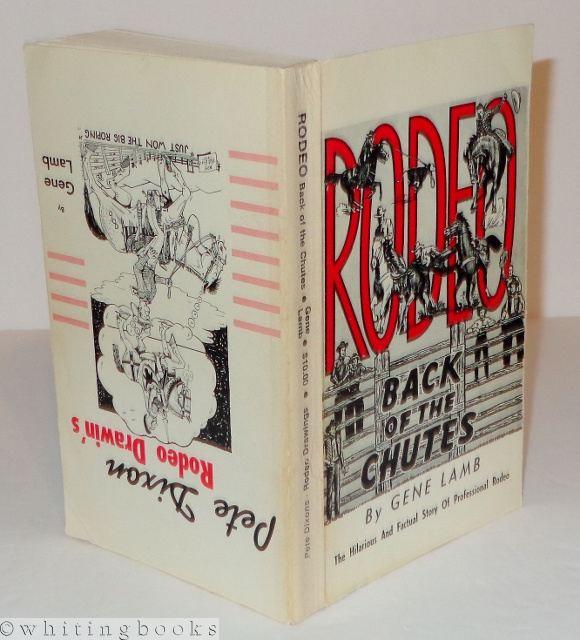 RODEO
BACK
OF THE
CHUTES
By GENE LAMB
The Hilarious And Factual Story Of Professional Rodeo
RODEO Back of the Chutes • Gene Lamb $10.00 • Pete Dixons Rodeo Drawings
Pete Dixon
Rodeo Drawin's
By
Gene
Lamb
JUST WON THE BIG ROPING
©whitingbooks